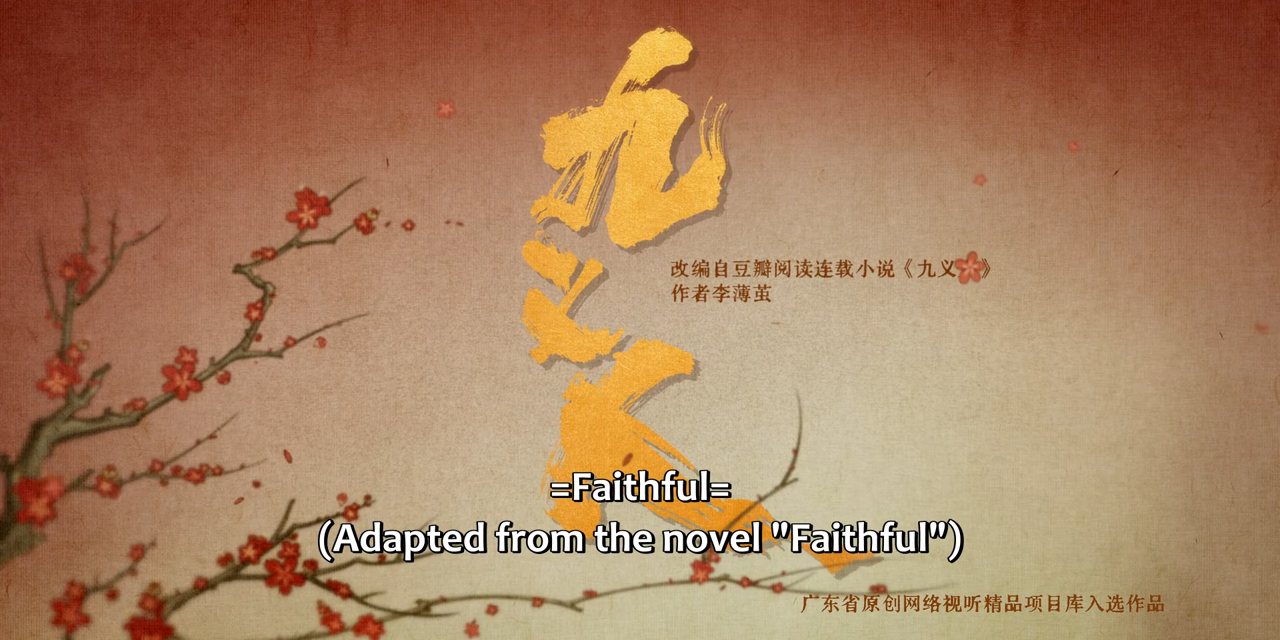 九义人
改编自豆瓣阅读连载小说《九义》
作者李薄茧
=Faithful=
(Adapted from the novel "Faithful")
广东省原创网络视听精品项目库入选作品